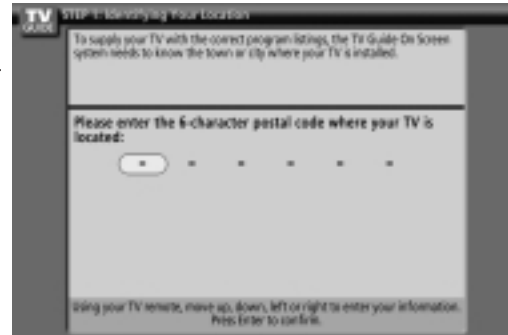 TV
GUIDE
STEP 1: Identifying Your Location
To supply your TV with the correct program listings, the TV Guide On Screen
system needs to know the town or city where your TV is installed.
Please enter the 6-character postal code where your TV is
located:
Using your TV remote, move up, down, left or right to enter your information.
Press Enter to confirm.